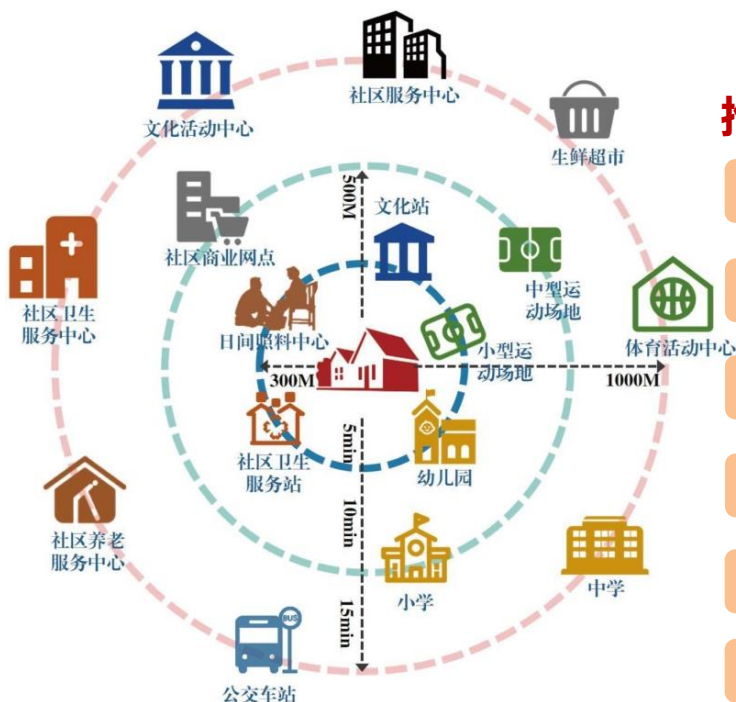 社区服务中心
文化活动中心
生鲜超市
500M
文化站
社区商业网点
中型运
动场地
社区卫生
服务中心
日间照料中心
小型运
动场地
体育活动中心
300M
1000M
5min
社区卫生
服务站
幼儿园
10min
社区养老
服务中心
小学
中学
15min
BUS
公交车站